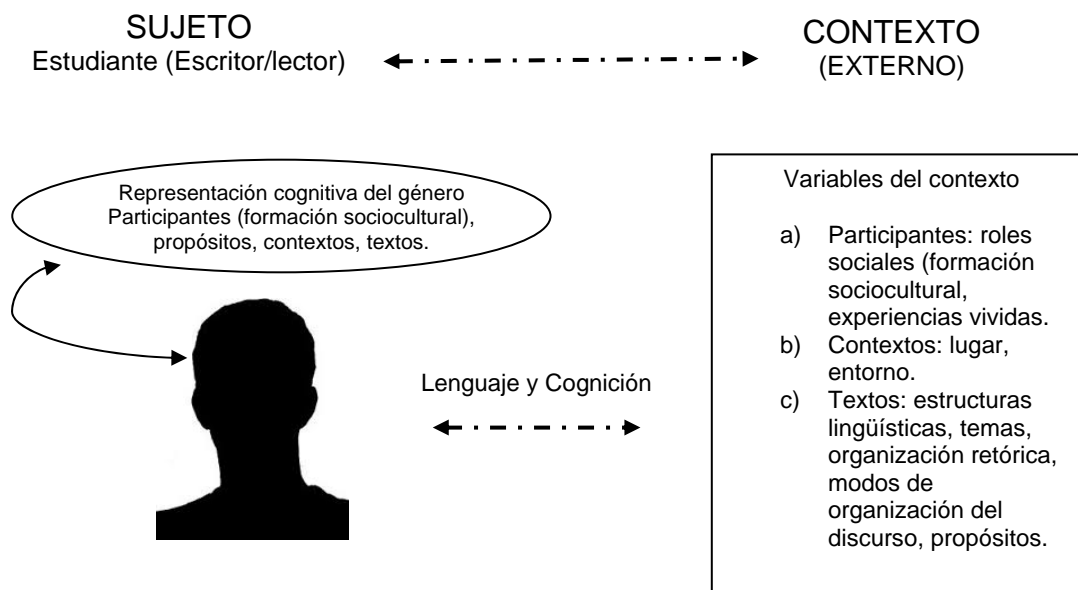 SUJETO
Estudiante (Escritor/lector)
CONTEXTO
(EXTERNO)
Representación cognitiva del género
Participantes (formación sociocultural),
propósitos, contextos, textos.
Lenguaje y Cognición
Variables del contexto
a) Participantes: roles
sociales (formación
sociocultural,
experiencias vividas.
b) Contextos: lugar,
entorno.
c) Textos: estructuras
lingüísticas, temas,
organización retórica,
modos de
organización del
discurso, propósitos.